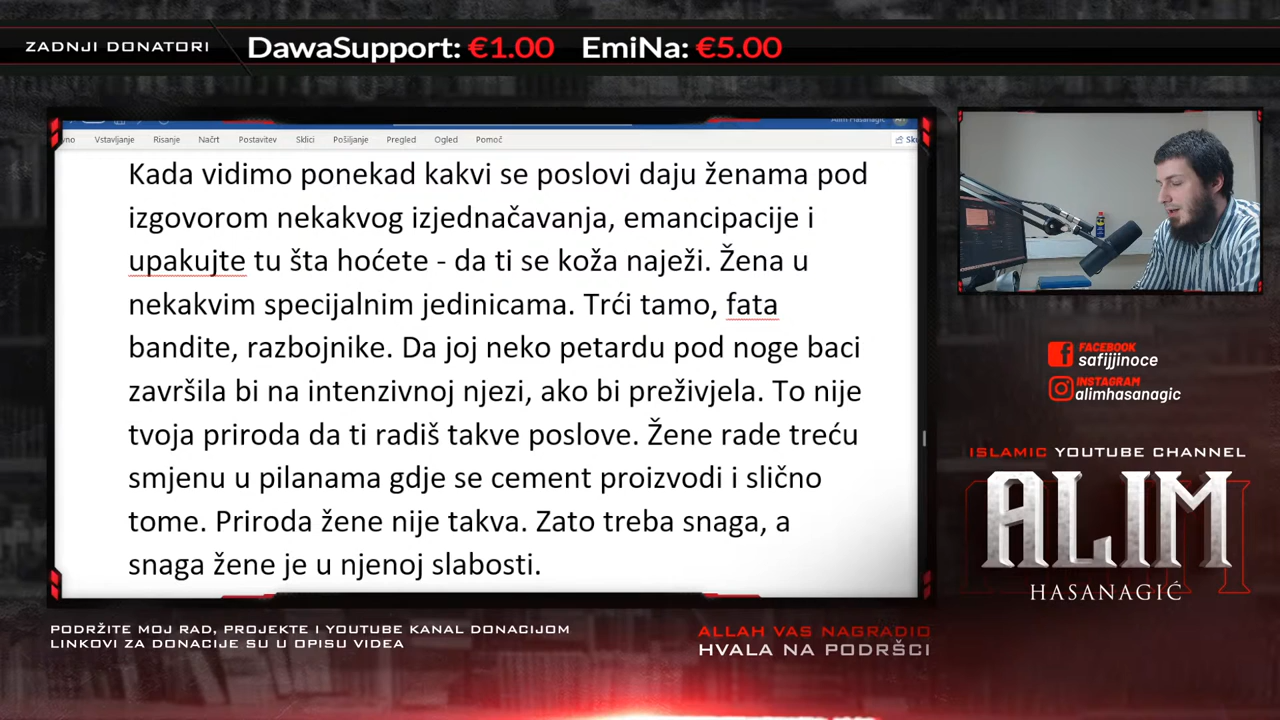 ZADNJI DONATORI
DawaSupport: €1.00 EmiNa: €5.00
Vstavljanje Risanje Načrt Postavitev Sklici Pošiljanje Pregled Ogled Pomoč
Kada vidimo ponekad kakvi se poslovi daju ženama pod
izgovorom nekakvog izjednačavanja, emancipacije i
upakujte tu šta hoćete - da ti se koža naježi. Žena u
nekakvim specijalnim jedinicama. Trći tamo, fata
bandite, razbojnike. Da joj neko petardu pod noge baci
završila bi na intenzivnoj njezi, ako bi preživjela. To nije
tvoja priroda da ti radiš takve poslove. Žene rade treću
smjenu u pilanama gdje se cement proizvodi i slično
tome. Priroda žene nije takva. Zato treba snaga, a
snaga žene je u njenoj slabosti.
FACEBOOK
safijjinoce
INSTAGRAM
alimhasanagic
ISLAMIC YOUTUBE CHANNEL
ALIM
HASANAGIĆ
PODRŽITE MOJ RAD, PROJEKTE I YOUTUBE KANAL DONACIJOM
LINKOVI ZA DONACIJE SU U OPISU VIDEA
ALLAH VAS NAGRADIO
HVALA NA PODRŠCI